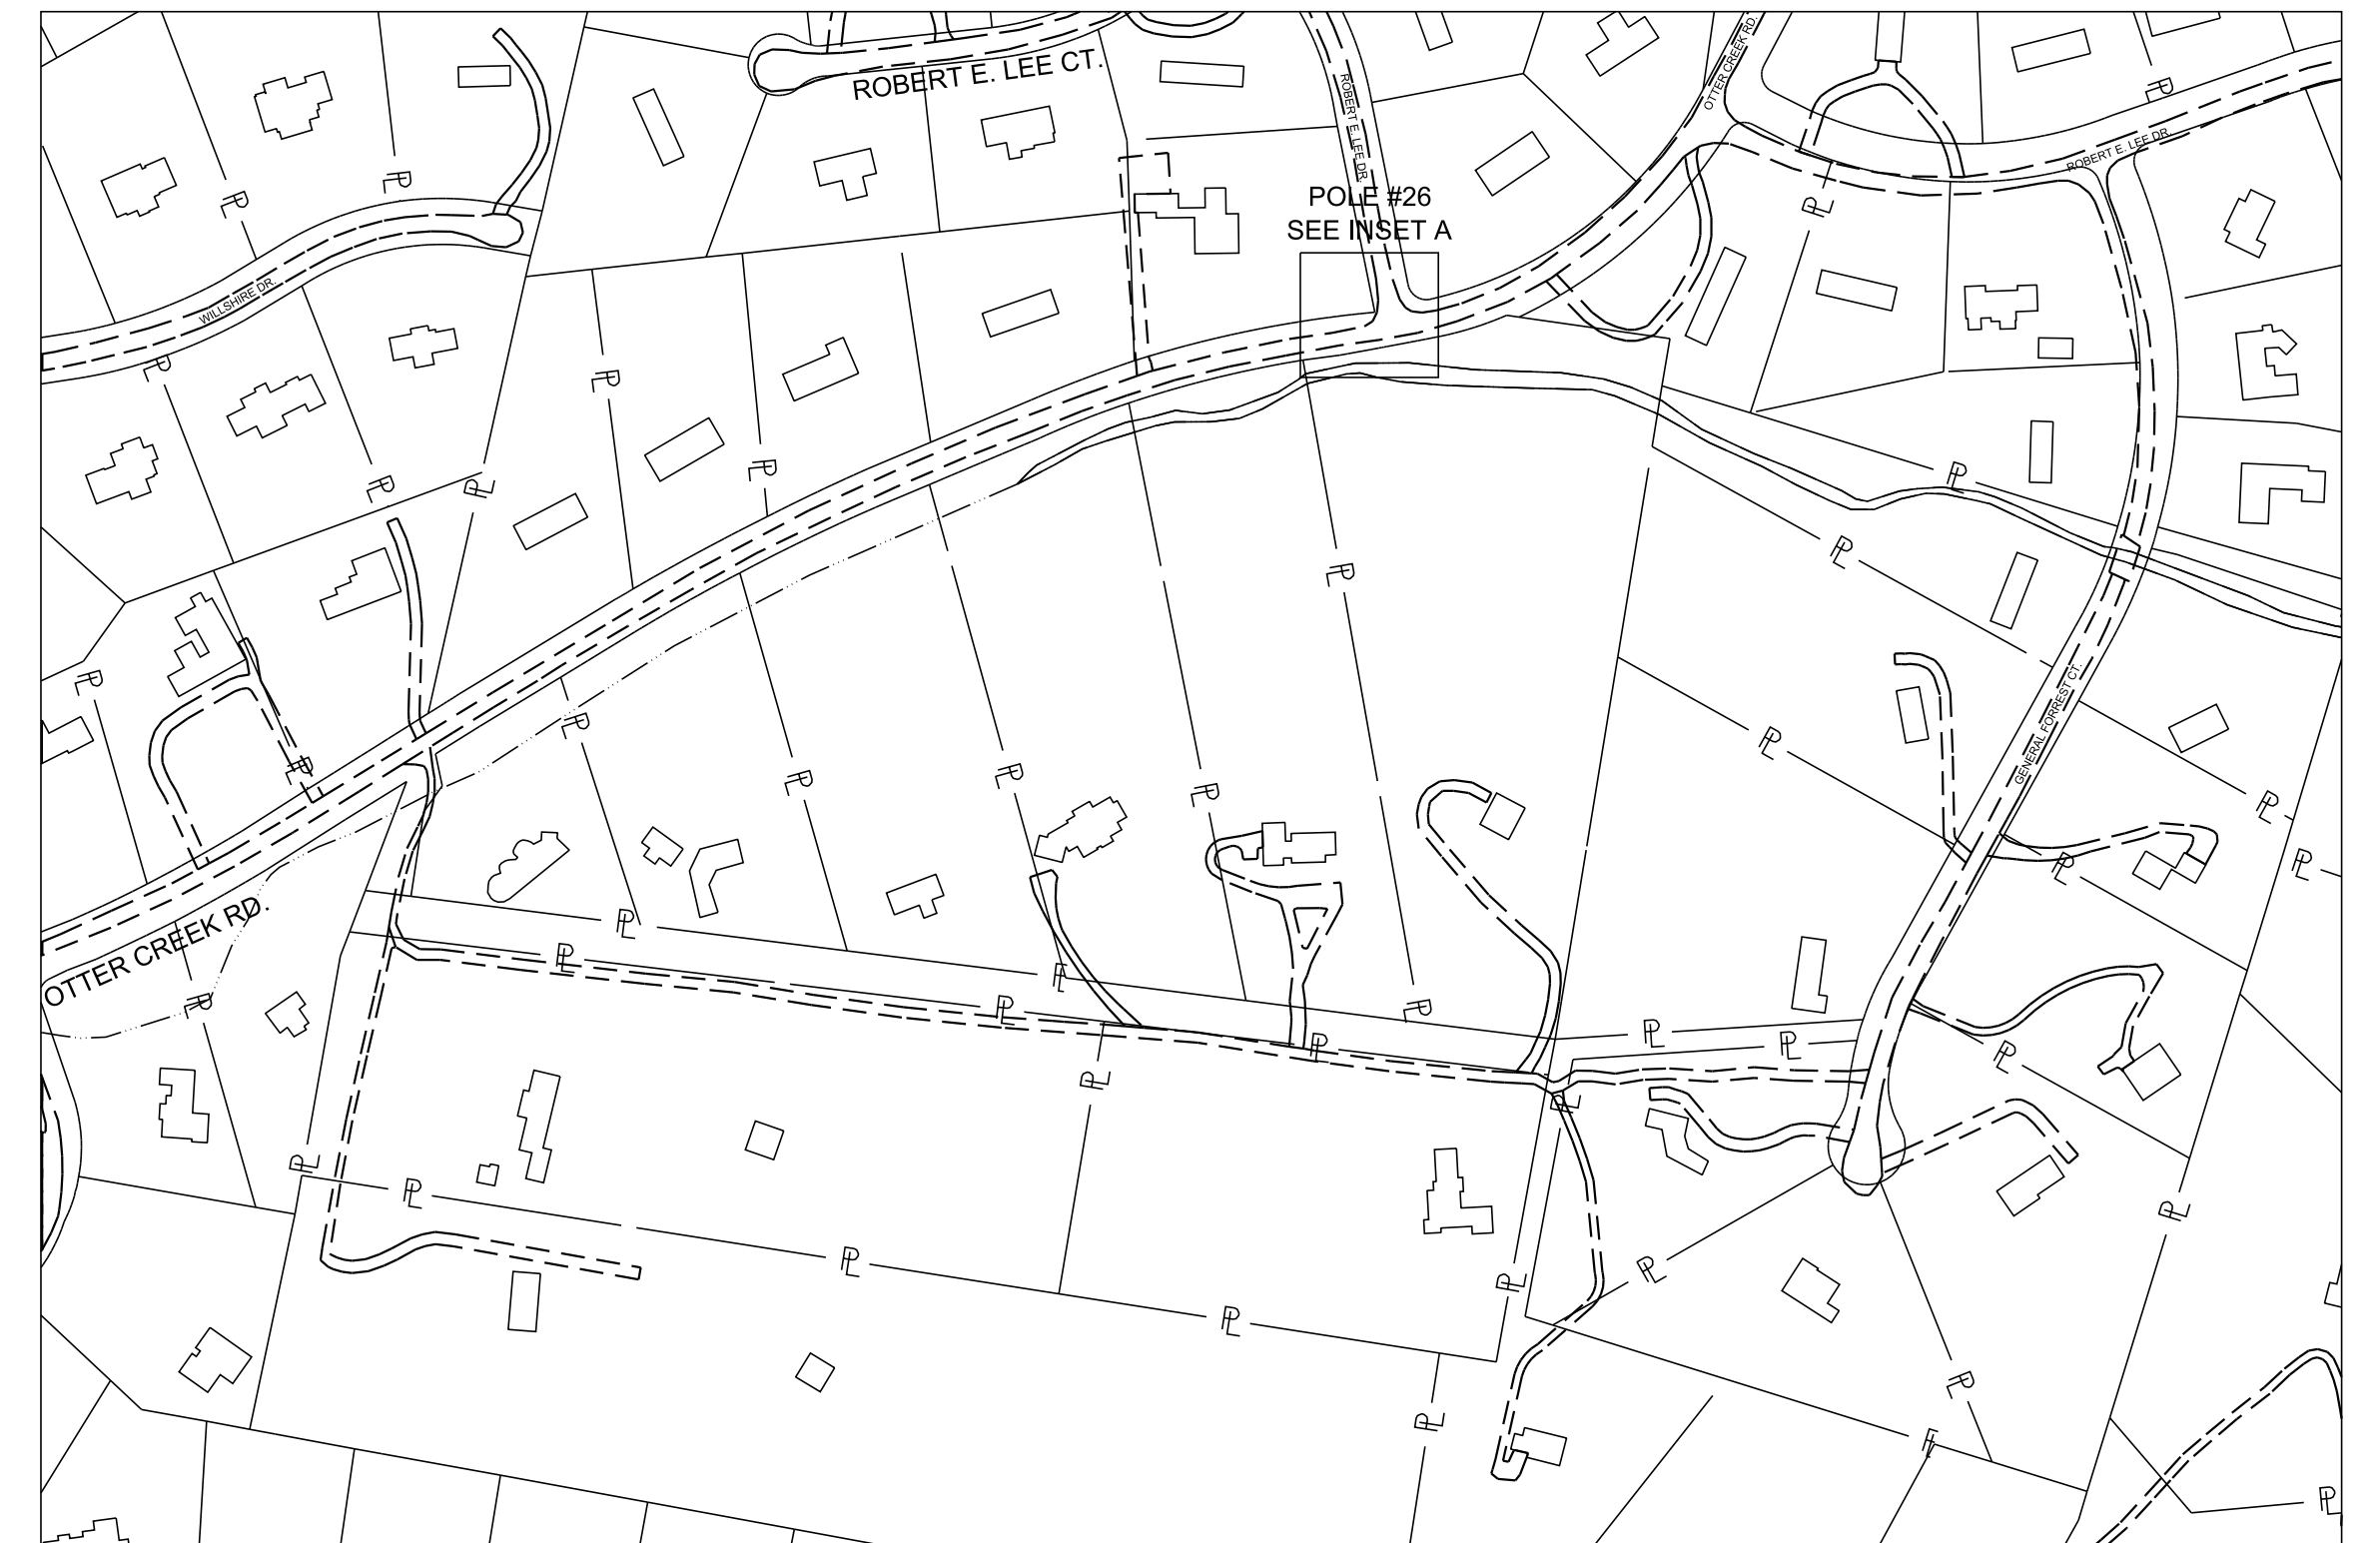 ROBERT E. LEE CT.
OTTER CREEK RD.
ROBERT E. LEE DR.
ROBERT E. LEE DR.
POLE #26
SEE INSET A
WILLSHIRE DR.
GENERAL FORREST CT.
OTTER CREEK RD.